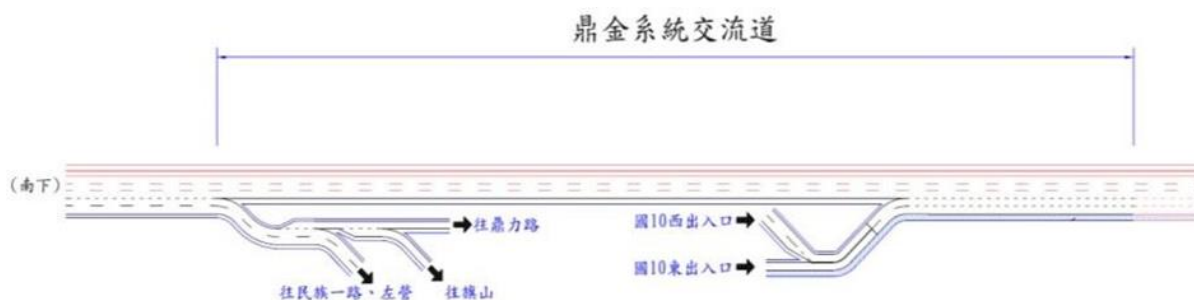 鼎金系統交流道
(南下)
往鼎力路
國10西出入口
國10東出入口
往民族一路、左營
往旗山